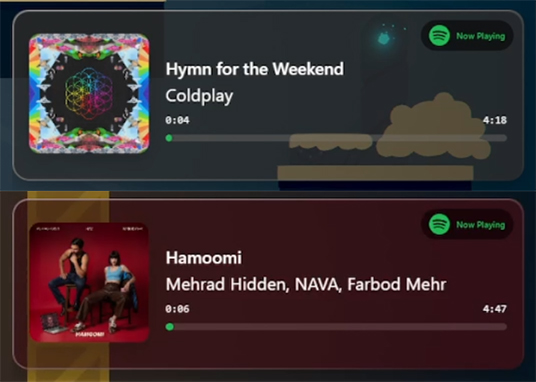 Now Playing
Hymn for the Weekend
Coldplay
0:04 4:18
Now Playing
Hamoomi
Mehrad Hidden, NAVA, Farbod Mehr
0:06 4:47
HAMOOMI